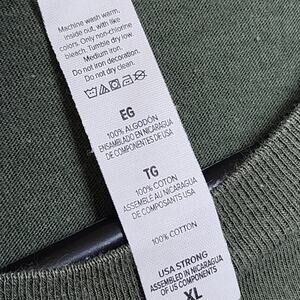 Machine wash warm,
inside out, with like
colors. Only non-chlorine
bleach. Tumble dry low
Medium iron.
Do not iron decoration.
Do not dry clean.
EG
100% ALGODÓN
ENSAMBLADO EN NICARAGUA
DE COMPONENTES DE USA
TG
100% COTON
ASSEMBLÉ AU NICARAGUA
DE COMPOSANTS USA
100% COTTON
USA STRONG
ASSEMBLED IN NICARAGUA
OF US COMPONENTS
XL